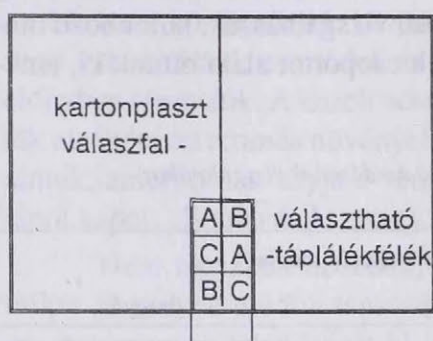 kartonplaszt
válaszfal -
A B
C A
B C
választható
-táplálékfélék